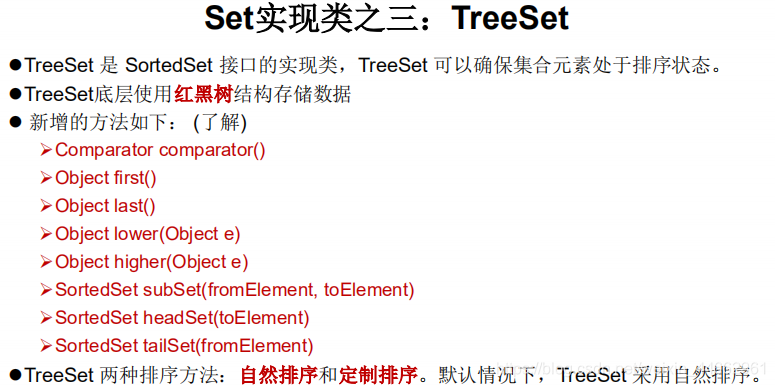 Set实现类之三：TreeSet
●TreeSet 是 SortedSet 接口的实现类，TreeSet 可以确保集合元素处于排序状态。
●TreeSet底层使用红黑树结构存储数据
● 新增的方法如下： (了解)
➢Comparator comparator()
➢Object first()
➢Object last()
➢Object lower(Object e)
➢Object higher(Object e)
➢SortedSet subSet(fromElement, toElement)
➢SortedSet headSet(toElement)
➢SortedSet tailSet(fromElement)
●TreeSet 两种排序方法：自然排序和定制排序。默认情况下，TreeSet 采用自然排序。